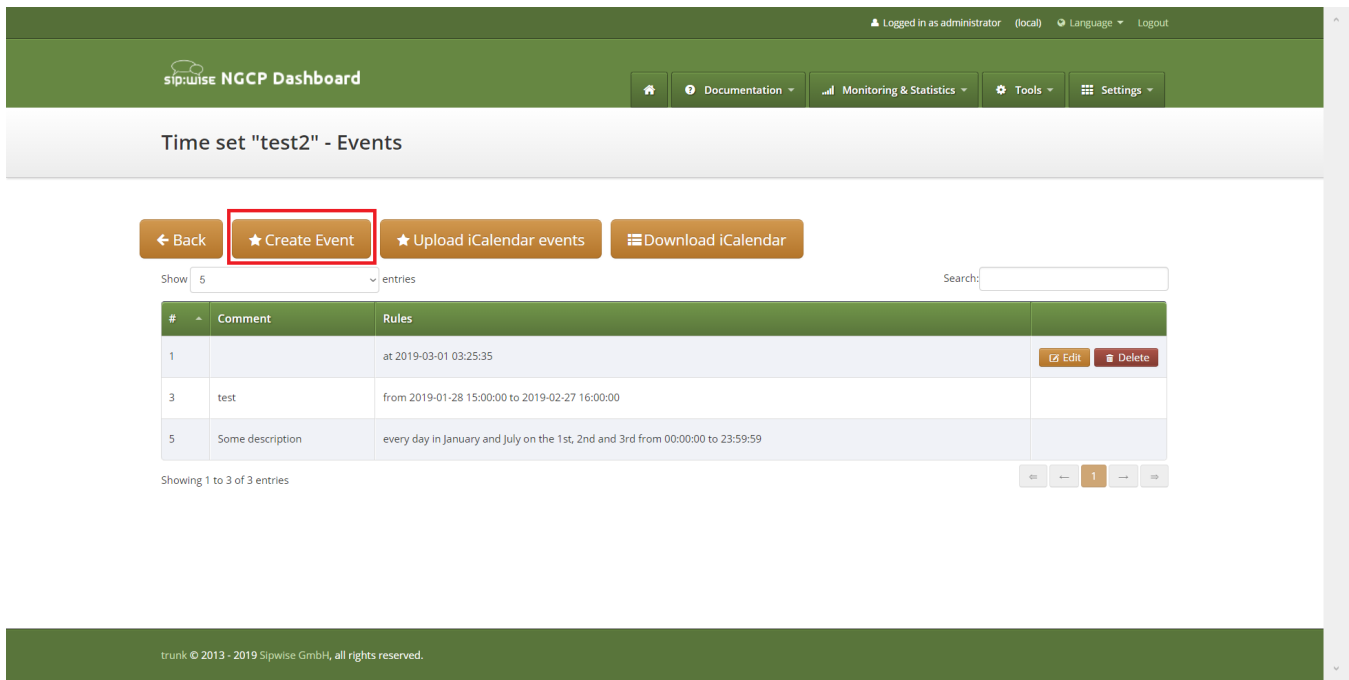 Logged in as administrator (local) Language Logout
sip:wise NGCP Dashboard
Documentation Monitoring & Statistics Tools Settings
Time set "test2" - Events
Back Create Event Upload iCalendar events Download iCalendar
Show 5 entries Search:
# Comment Rules
1 at 2019-03-01 03:25:35 Edit Delete
3 test from 2019-01-28 15:00:00 to 2019-02-27 16:00:00
5 Some description every day in January and July on the 1st, 2nd and 3rd from 00:00:00 to 23:59:59
Showing 1 to 3 of 3 entries ⇐ ← 1 → ⇒
trunk © 2013 - 2019 Sipwise GmbH, all rights reserved.